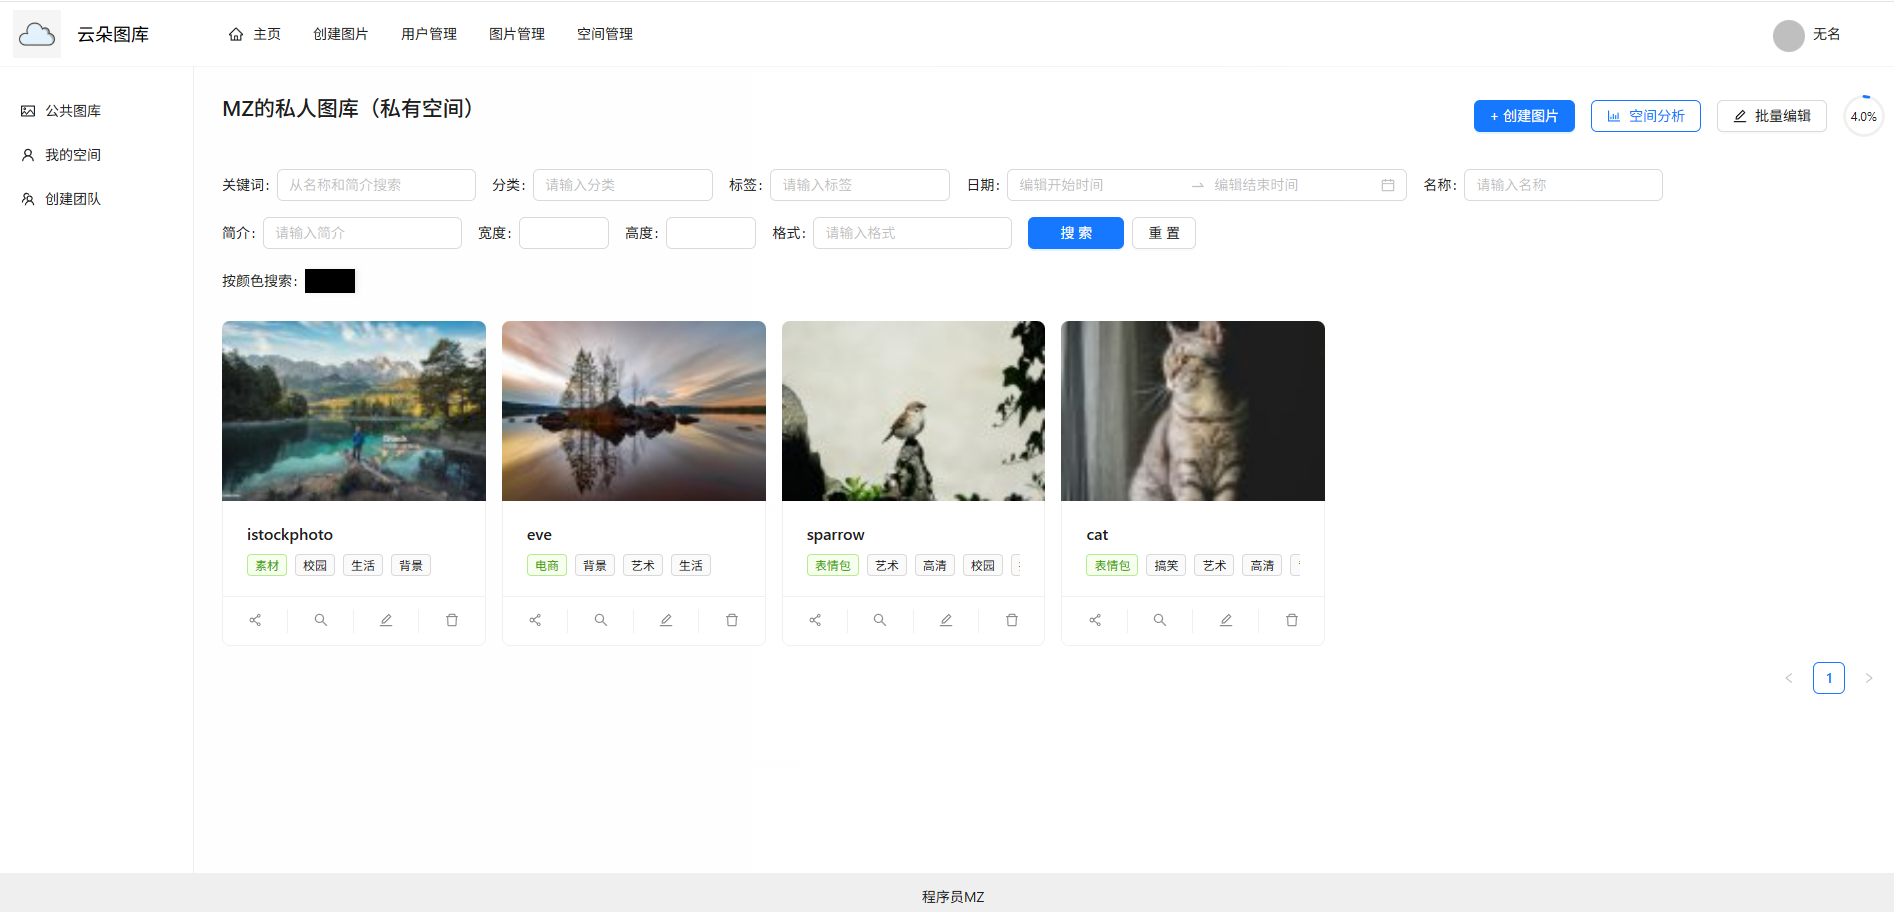 云朵图库 主页 创建图片 用户管理 图片管理 空间管理 无名
公共图库
我的空间
创建团队
MZ的私人图库（私有空间）
+ 创建图片 空间分析 批量编辑 4.0%
关键词： 从名称和简介搜索 分类： 请输入分类 标签： 请输入标签 日期： 编辑开始时间 编辑结束时间 名称： 请输入名称
简介： 请输入简介 宽度： 高度： 格式： 请输入格式 搜 索 重 置
按颜色搜索：
istockphoto
素材 校园 生活 背景
eve
电商 背景 艺术 生活
sparrow
表情包 艺术 高清 校园
cat
表情包 搞笑 艺术 高清
1
程序员MZ